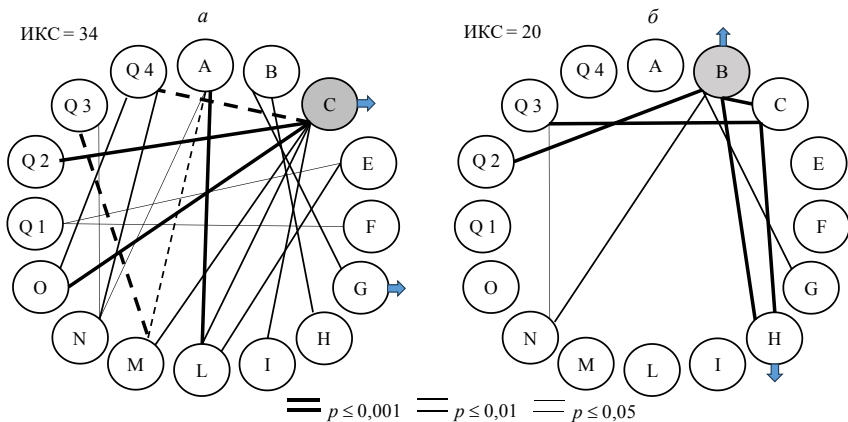 ИКС = 34
а
Q 4
A
B
C
Q 3
Q 2
E
Q 1
F
O
G
N
H
M
L
I
ИКС = 20
б
Q 4
A
B
Q 3
C
Q 2
E
Q 1
F
O
G
N
H
M
L
I
p ≤ 0,001 p ≤ 0,01 p ≤ 0,05